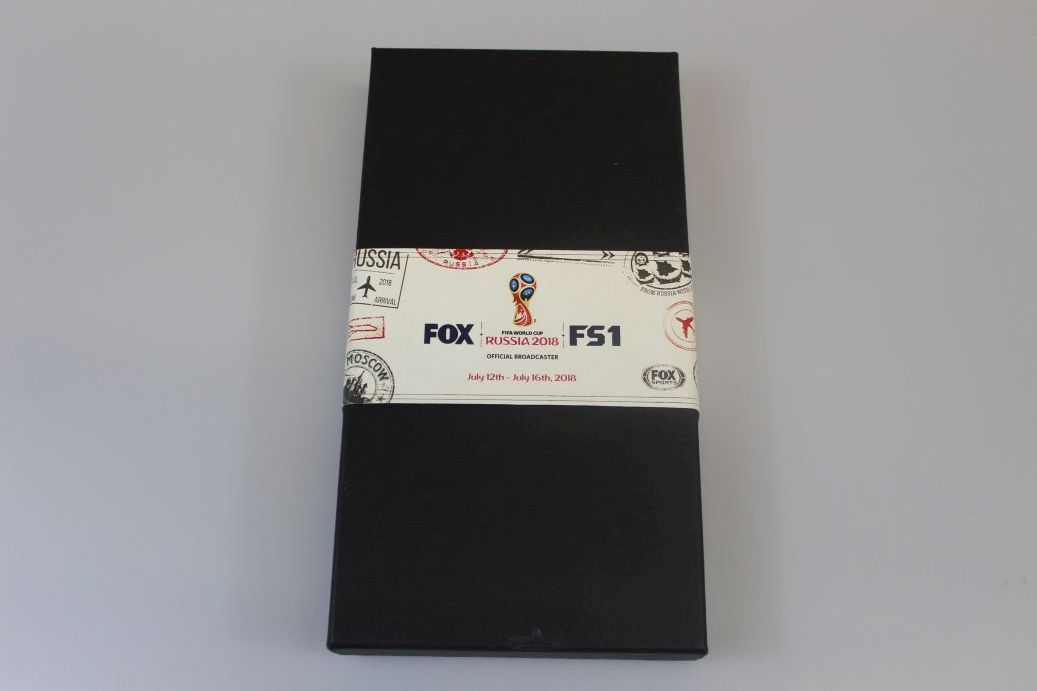 RUSSIA
2018
ARRIVAL
RUSSIA
FROM RUSSIA WITH
FOX
FIFA WORLD CUP
RUSSIA 2018
FS1
OFFICIAL BROADCASTER
MOSCOW
July 12th - July 16th, 2018
FOX
SPORTS